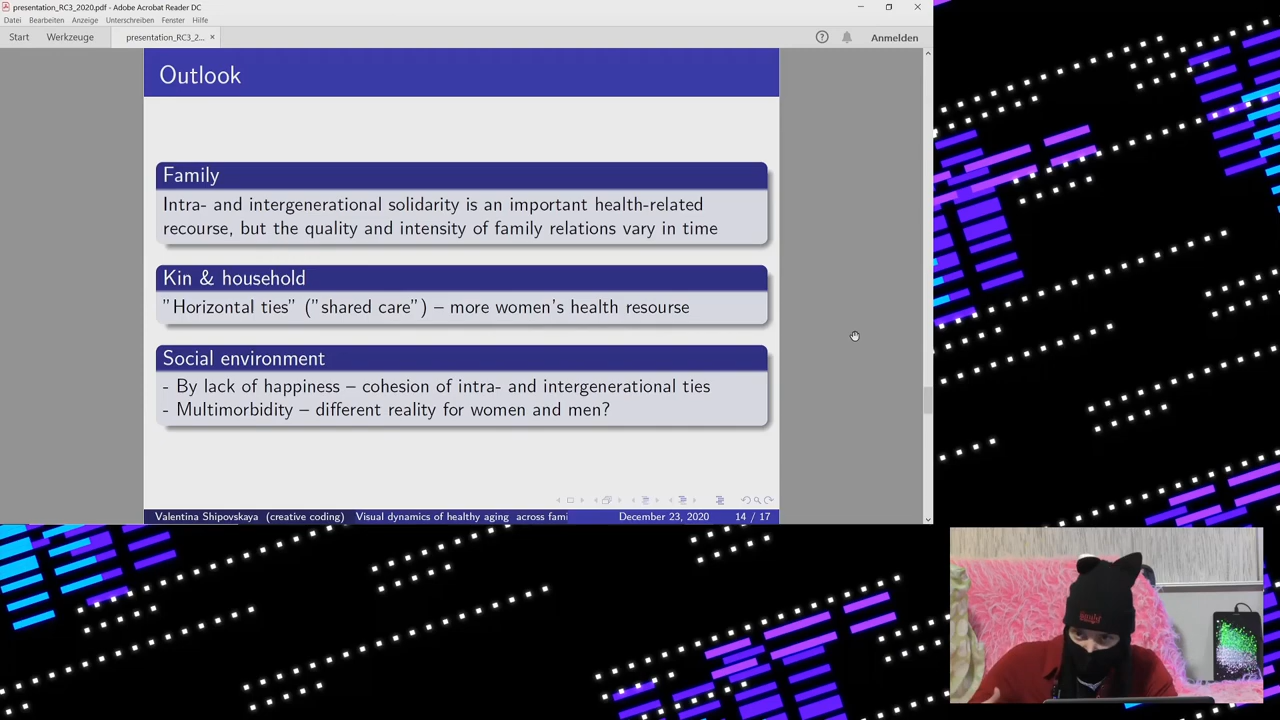 presentation_RC3_2020.pdf - Adobe Acrobat Reader DC
Datei Bearbeiten Anzeige Unterschreiben Fenster Hilfe
Start Werkzeuge presentation_RC3_2... × Anmelden
Outlook
Family
Intra- and intergenerational solidarity is an important health-related
recourse, but the quality and intensity of family relations vary in time
Kin & household
"Horizontal ties" ("shared care") – more women's health resourse
Social environment
- By lack of happiness – cohesion of intra- and intergenerational ties
- Multimorbidity – different reality for women and men?
Valentina Shipovskaya (creative coding) Visual dynamics of healthy aging across fami December 23, 2020 14 / 17